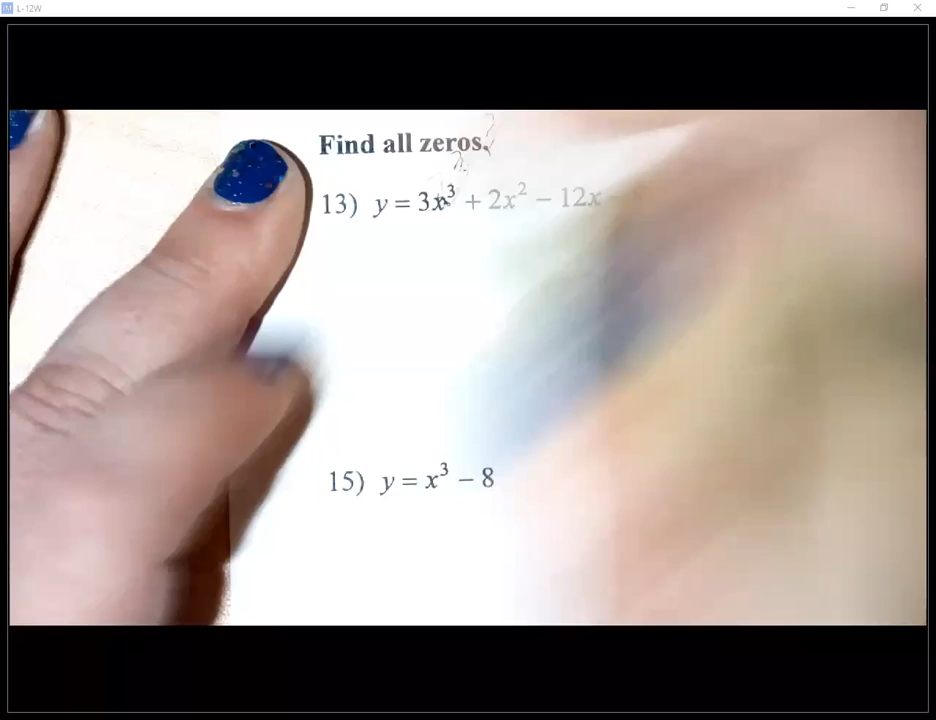 L-12W
Find all zeros.
13) y = 3x³ + 2x² − 12x
15) y = x³ − 8